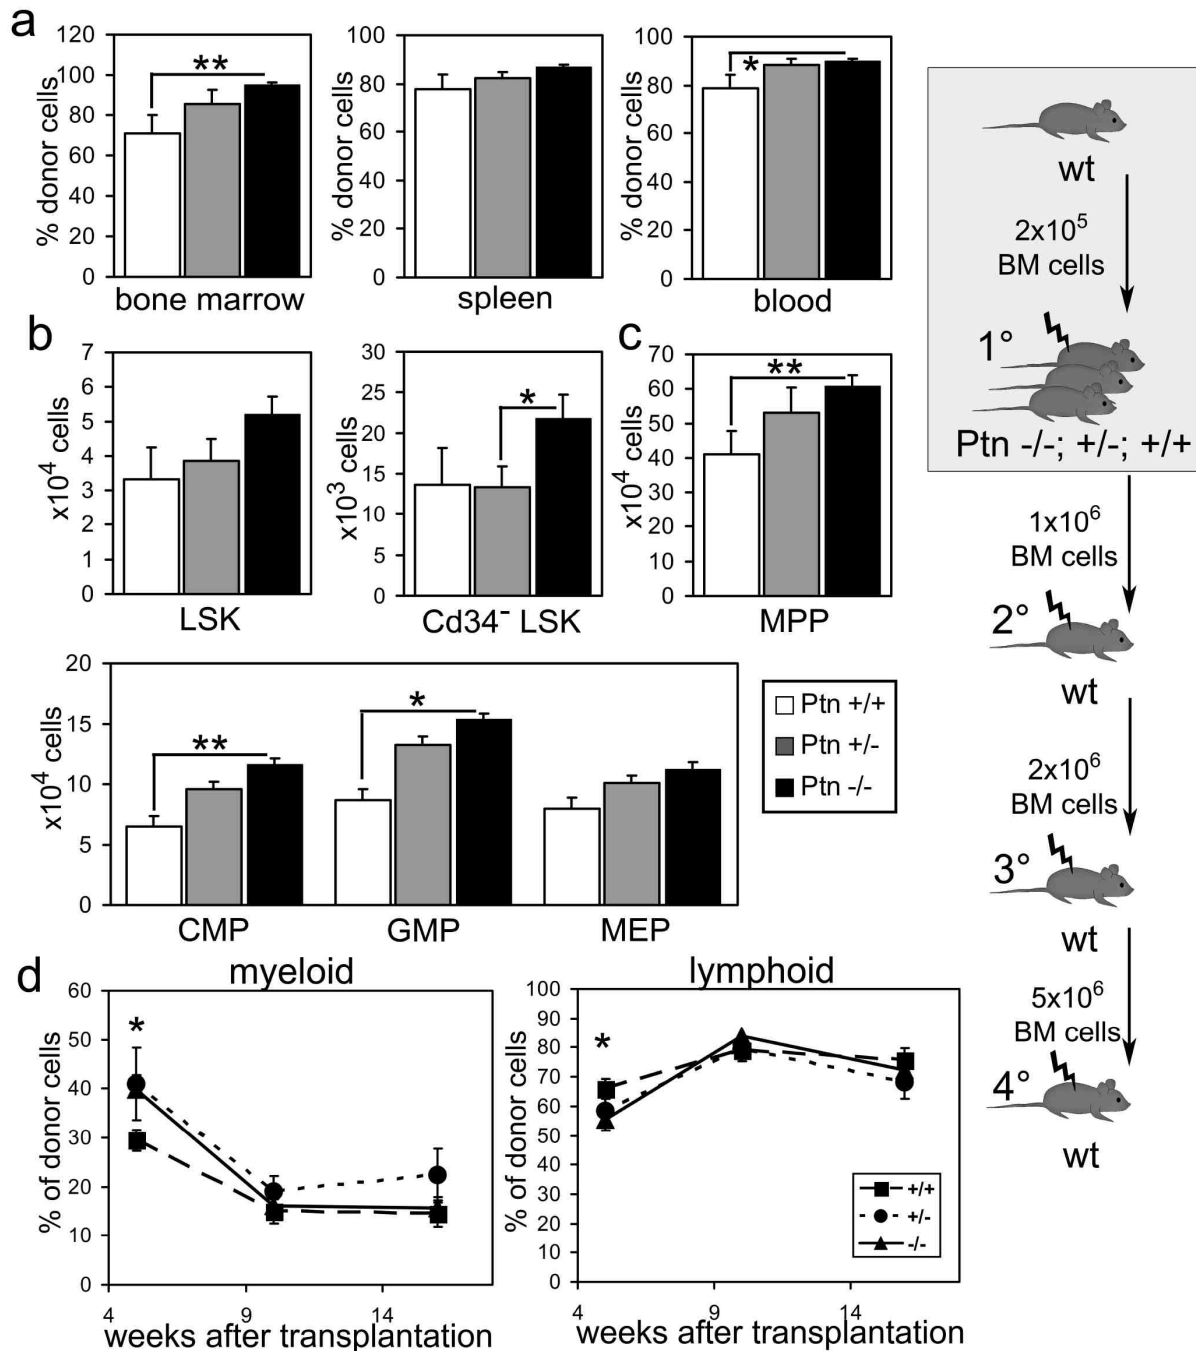 a
120
100
80
60
40
20
0
% donor cells
**
bone marrow
100
80
60
40
20
0
% donor cells
spleen
100
80
60
40
20
0
% donor cells
*
blood
wt
2x10⁵
BM cells
1°
Ptn -/-; +/-; +/+
b
7
6
5
4
3
2
1
0
x10⁴ cells
LSK
30
25
20
15
10
5
0
x10³ cells
*
Cd34⁻ LSK
c
70
60
50
40
30
20
10
0
x10⁴ cells
**
MPP
1x10⁶
BM cells
2°
wt
20
15
10
5
0
x10⁴ cells
**
*
CMP
GMP
MEP
Ptn +/+
Ptn +/-
Ptn -/-
2x10⁶
BM cells
3°
wt
d
myeloid
60
50
40
30
20
10
0
% of donor cells
*
4
9
14
weeks after transplantation
lymphoid
100
90
80
70
60
50
40
30
20
10
0
% of donor cells
*
+/+
+/-
-/-
4
9
14
weeks after transplantation
5x10⁶
BM cells
4°
wt